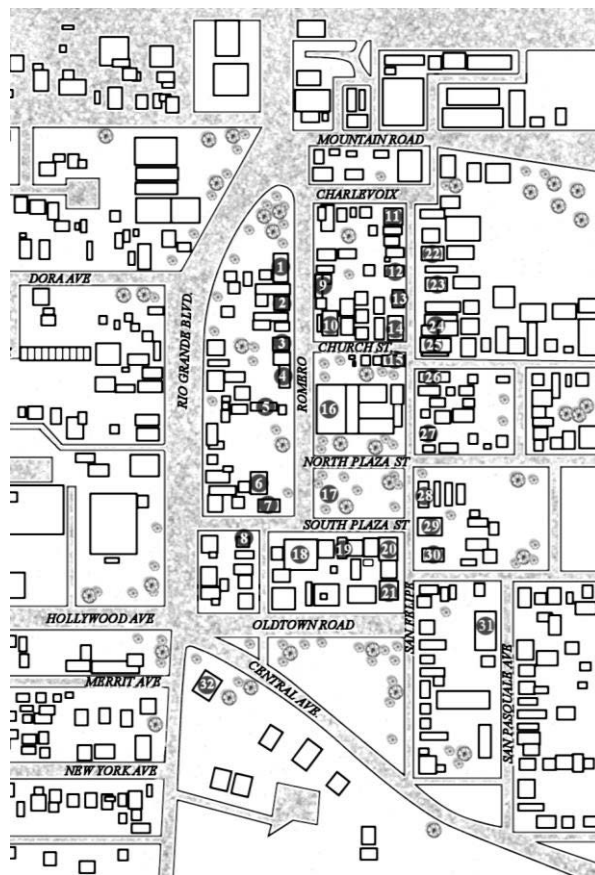 MOUNTAIN ROAD
CHARLEVOIX
11
22
1
12
DORA AVE
9
23
2
13
RIO GRANDE BLVD.
10
14
24
3
CHURCH ST
25
15
4
26
ROMERO
5
16
27
NORTH PLAZA ST
6
17
28
7
SOUTH PLAZA ST
29
8
18
19
20
30
21
HOLLYWOOD AVE
OLDTOWN ROAD
SAN FELIPE
31
SAN PASQUALE AVE
MERRIT AVE
32
CENTRAL AVE.
NEW YORK AVE